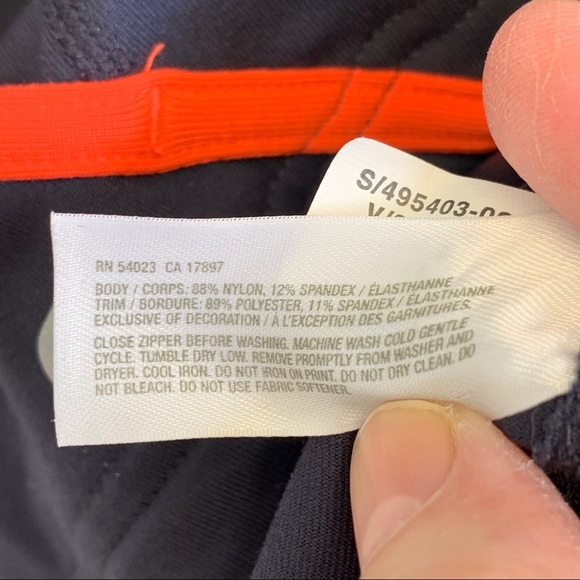 S/495403-0
RN 54023 CA 17897
BODY / CORPS: 88% NYLON, 12% SPANDEX / ÉLASTHANNE
TRIM / BORDURE: 89% POLYESTER, 11% SPANDEX / ÉLASTHANNE
EXCLUSIVE OF DECORATION / À L'EXCEPTION DES GARNITURES.
CLOSE ZIPPER BEFORE WASHING. MACHINE WASH COLD GENTLE
CYCLE. TUMBLE DRY LOW. REMOVE PROMPTLY FROM WASHER AND
DRYER. COOL IRON. DO NOT IRON ON PRINT. DO NOT DRY CLEAN. DO
NOT BLEACH. DO NOT USE FABRIC SOFTENER.